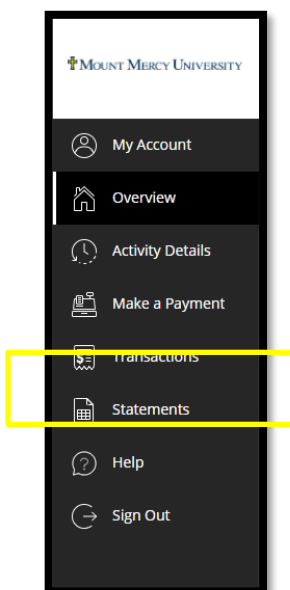 MOUNT MERCY UNIVERSITY
My Account
Overview
Activity Details
Make a Payment
Transactions
Statements
Help
Sign Out